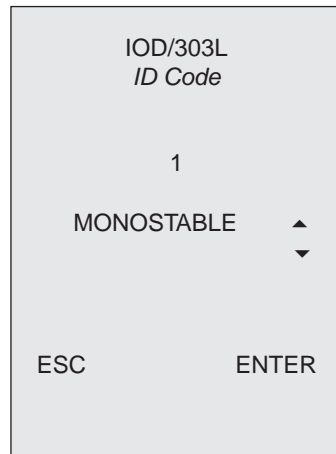 IOD/303L
ID Code
1
MONOSTABLE
ESC ENTER